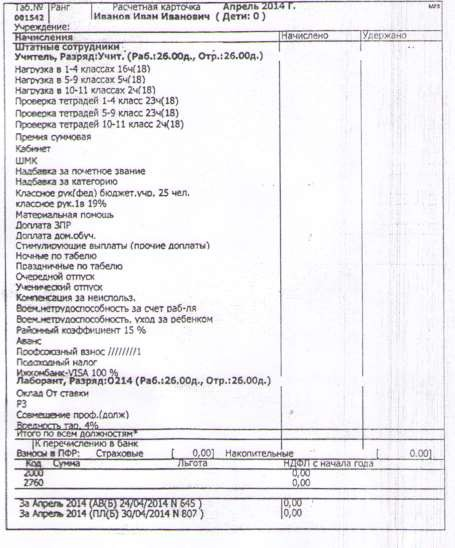 Таб.№ Ранг Расчетная карточка Апрель 2014 Г.
001542 Иванов Иван Иванович ( Дети: 0 )
Учреждение:
Начисления Начислено Удержано
Штатные сотрудники
Учитель, Разряд:Учит. (Раб.:26.00д., Отр.:26.00д.)
Нагрузка в 1-4 классах 16ч(18)
Нагрузка в 5-9 классах 5ч(18)
Нагрузка в 10-11 классах 2ч(18)
Проверка тетрадей 1-4 класс 23ч(18)
Проверка тетрадей 5-9 класс 23ч(18)
Проверка тетрадей 10-11 класс 2ч(18)
Премия суммовая
Кабинет
ШМК
Надбавка за почетное звание
Надбавка за категорию
Классное рук(фед) бюджет.учр, 25 чел.
классное рук.1в 19%
Материальная помощь
Доплата ЗПР
Доплата дом.обуч.
Стимулирующие выплаты (прочие доплаты)
Ночные по табелю
Праздничные по табелю
Очередной отпуск
Ученический отпуск
Компенсация за неиспольз.
Врем.нетрудоспособность за счет раб-ля
Врем.нетрудоспособность, уход за ребенком
Районный коэффициент 15 %
Аванс
Профсоюзный взнос ////////1
Подоходный налог
Ижкомбанк-VISA 100 %
Лаборант, Разряд:О214 (Раб.:26.00д., Отр.:26.00д.)
Оклад От ставки
РЗ
Совмещение проф.(долж)
Вредность тар. 4%
Итого по всем должностям*
К перечислению в банк
Взносы в ПФР: Страховые [ 0,00] Накопительные [ 0.00]
Код Сумма Льгота НДФЛ с начала года
2000 0,00
2760 0,00
За Апрель 2014 (АВ(Б) 24/04/2014 N 645 ) 0,00
За Апрель 2014 (ПЛ(Б) 30/04/2014 N 807 ) 0,00